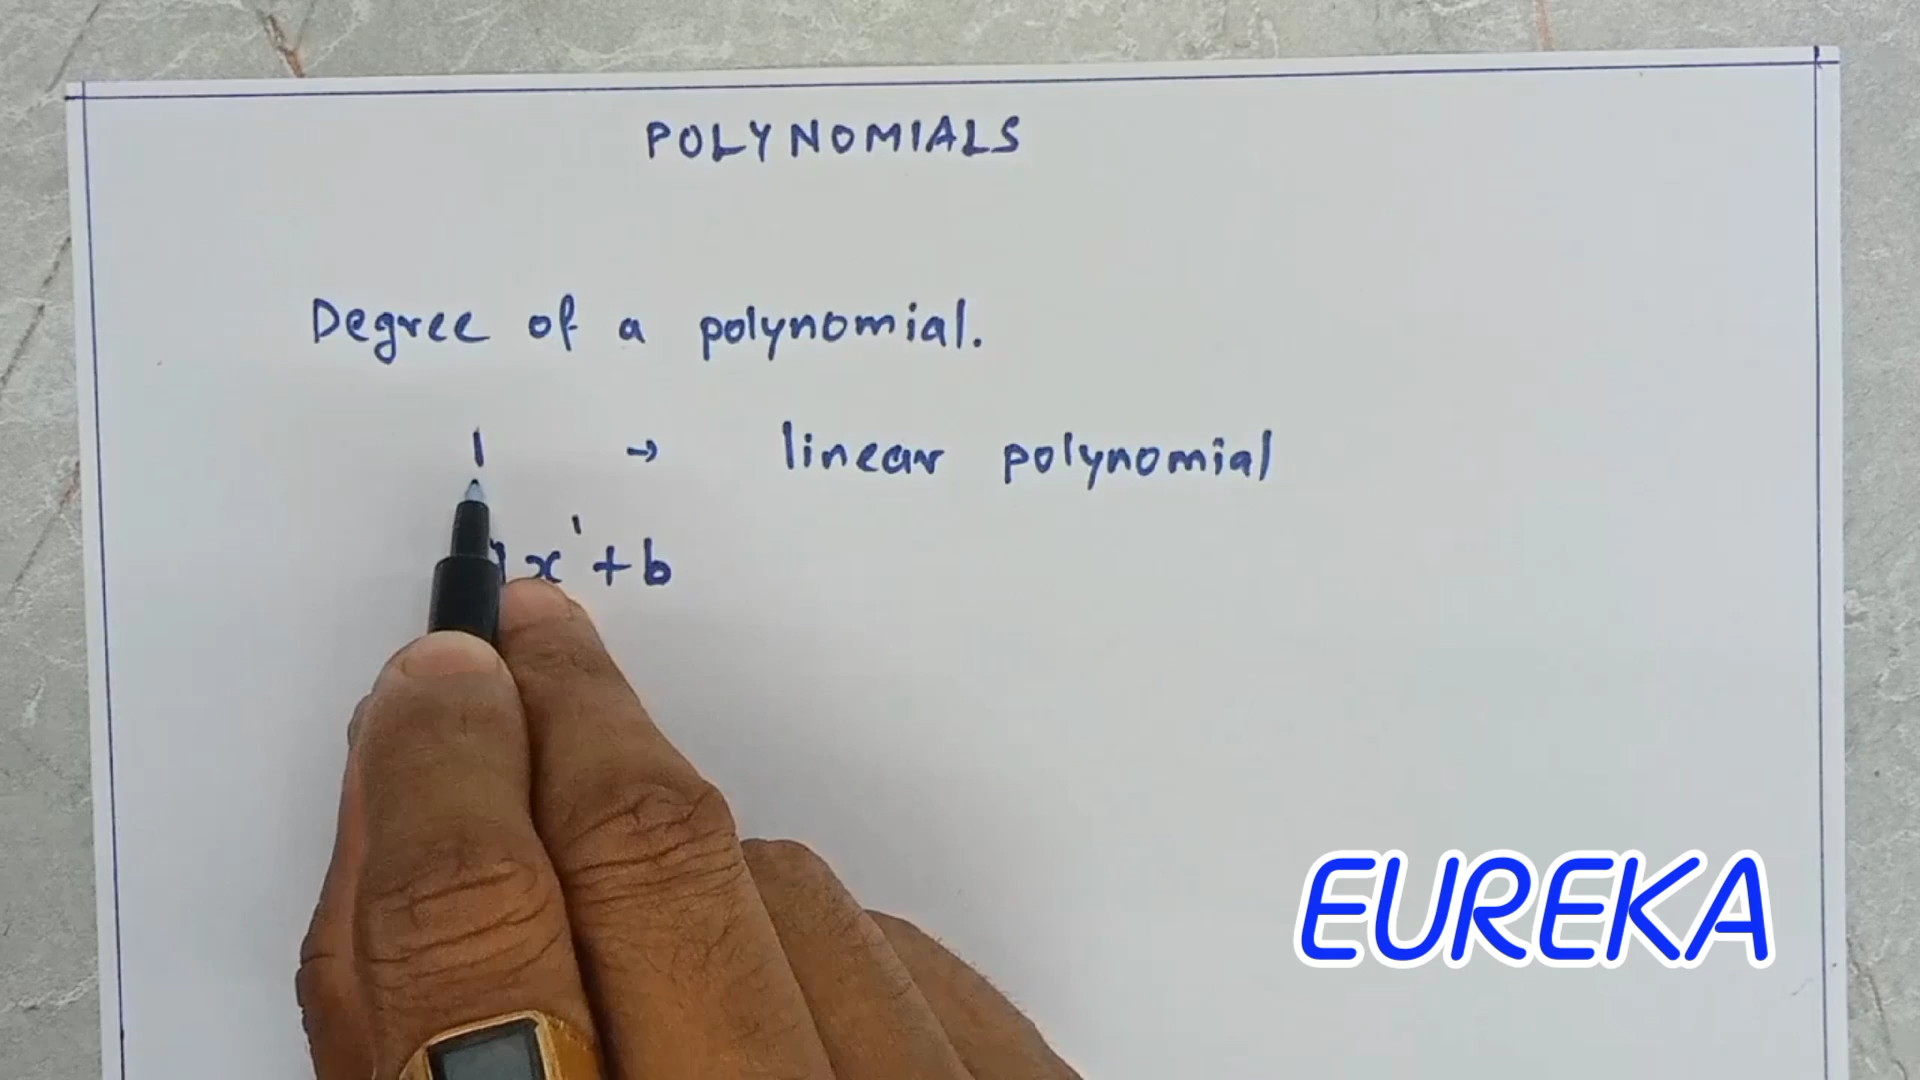 POLYNOMIALS
Degree of a polynomial.
1 → linear polynomial
x¹ + b
EUREKA